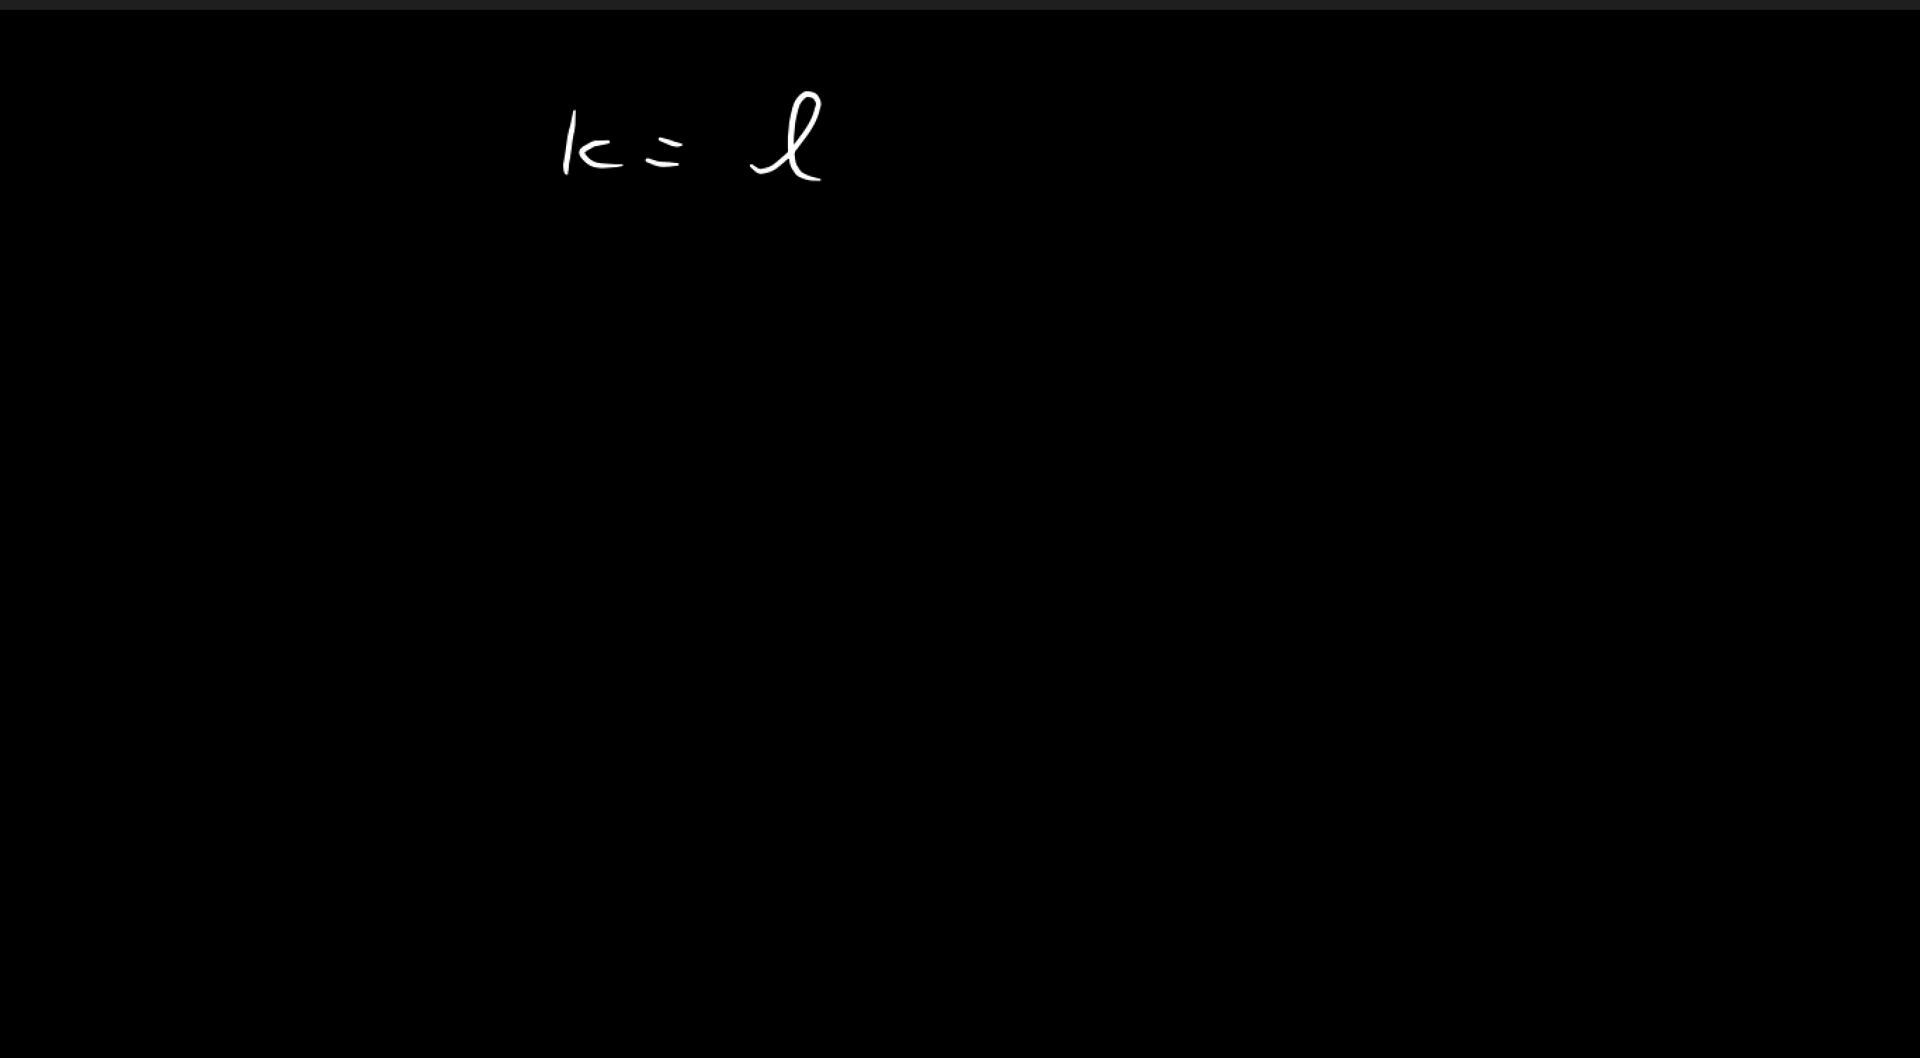 k = ℓ